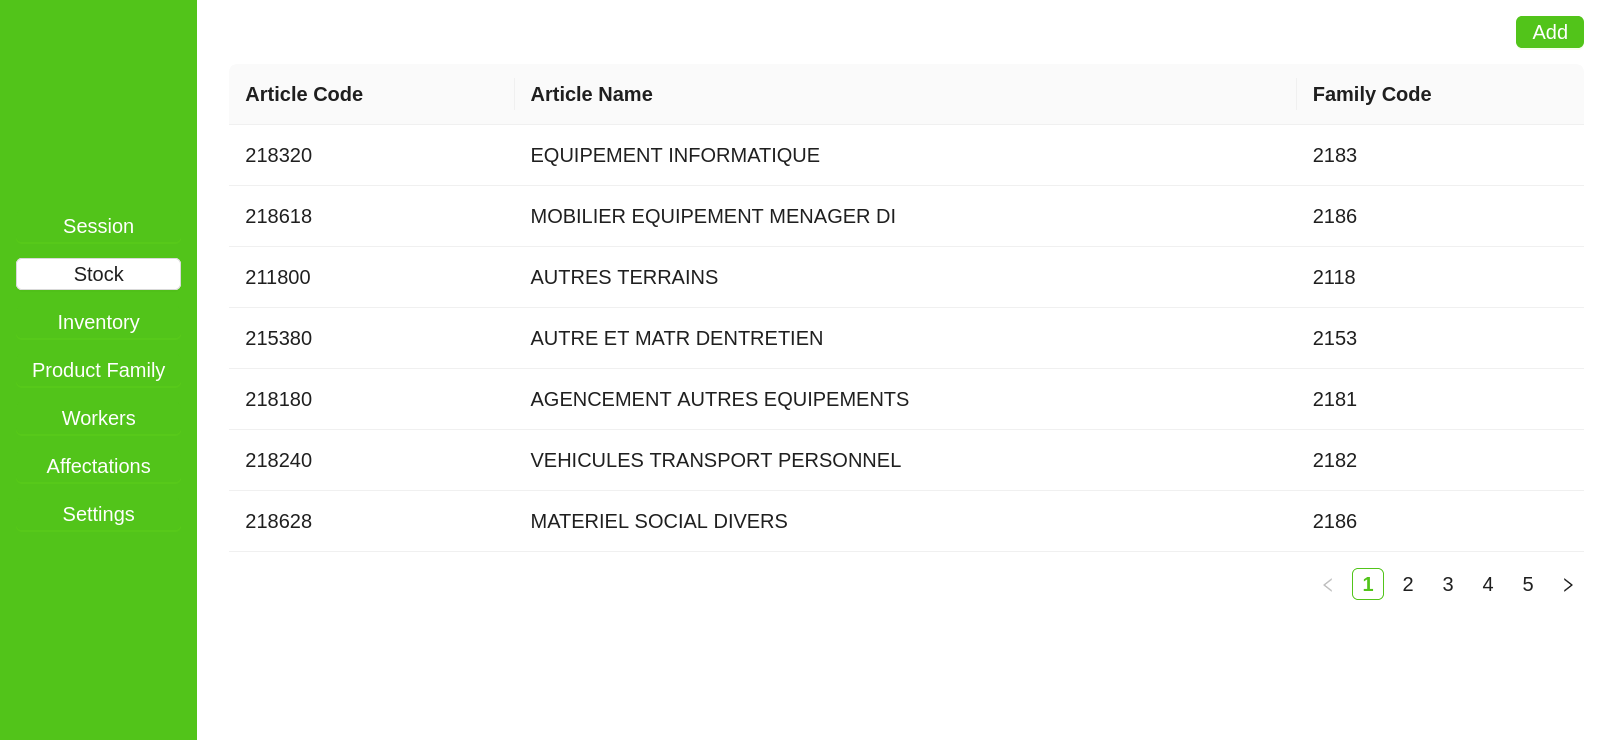 Session
Stock
Inventory
Product Family
Workers
Affectations
Settings
Add
Article Code Article Name Family Code
218320 EQUIPEMENT INFORMATIQUE 2183
218618 MOBILIER EQUIPEMENT MENAGER DI 2186
211800 AUTRES TERRAINS 2118
215380 AUTRE ET MATR DENTRETIEN 2153
218180 AGENCEMENT AUTRES EQUIPEMENTS 2181
218240 VEHICULES TRANSPORT PERSONNEL 2182
218628 MATERIEL SOCIAL DIVERS 2186
1 2 3 4 5